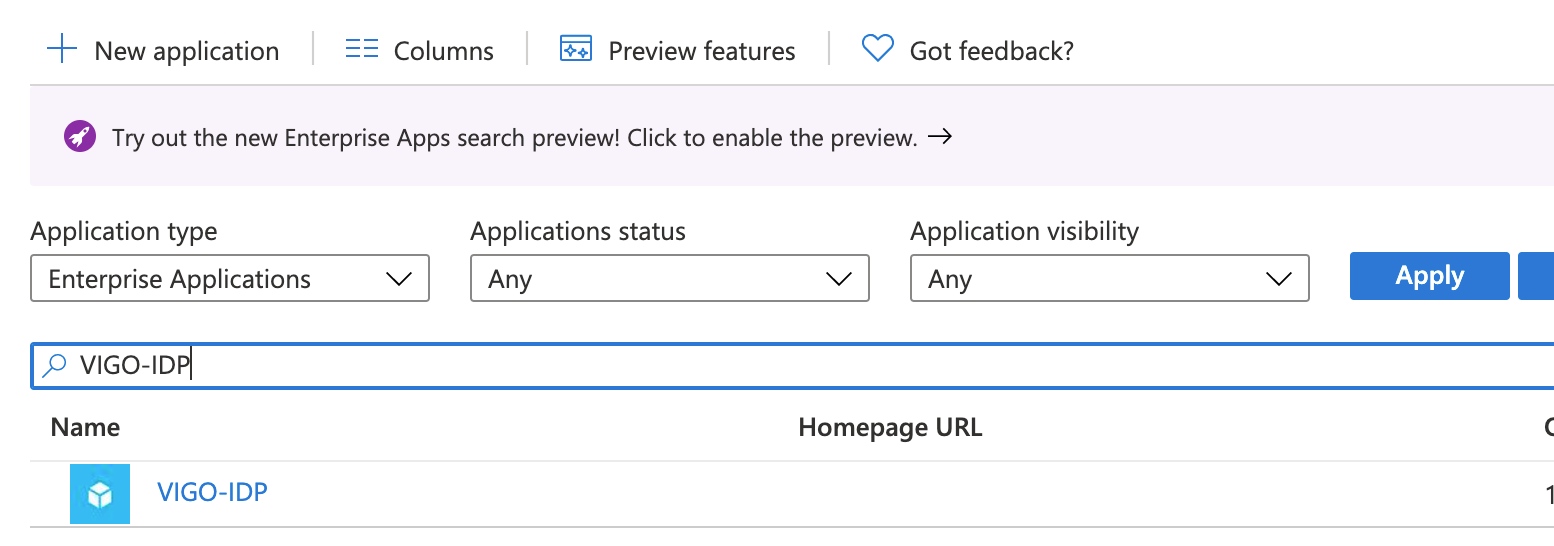 New application Columns Preview features Got feedback?
Try out the new Enterprise Apps search preview! Click to enable the preview. →
Application type Applications status Application visibility
Enterprise Applications Any Any Apply
VIGO-IDP
Name Homepage URL
VIGO-IDP